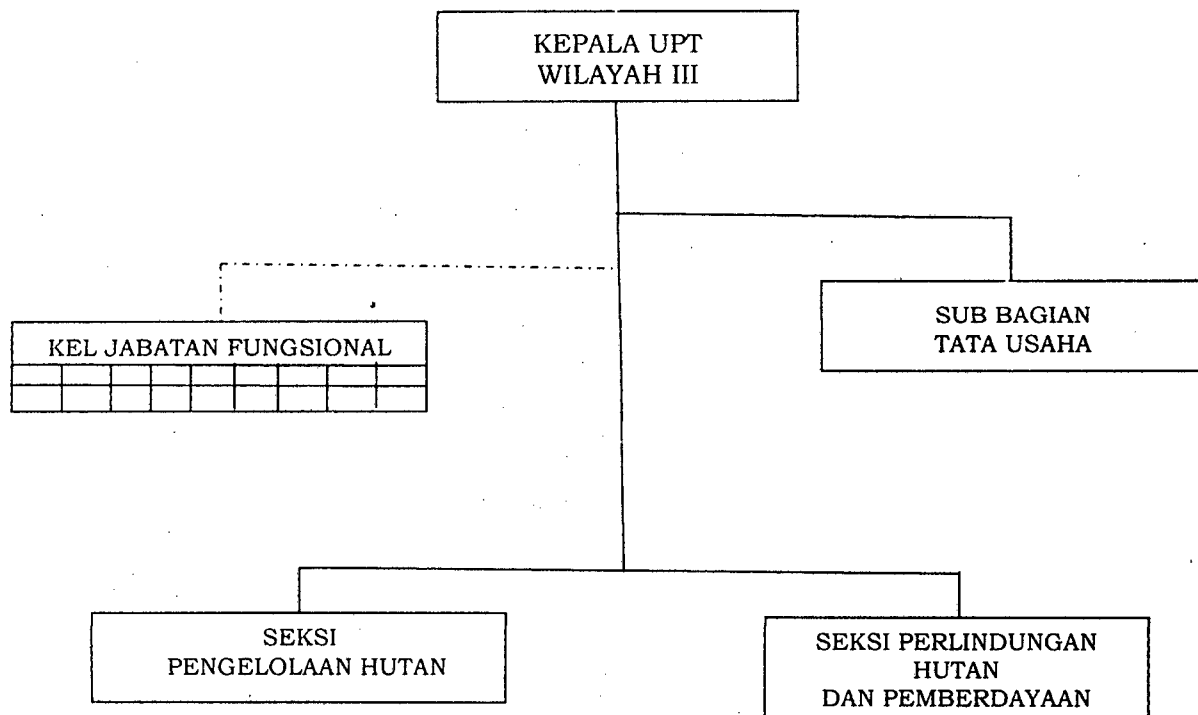 KEPALA UPT
WILAYAH III
SUB BAGIAN
TATA USAHA
KEL JABATAN FUNGSIONAL
SEKSI
PENGELOLAAN HUTAN
SEKSI PERLINDUNGAN
HUTAN
DAN PEMBERDAYAAN